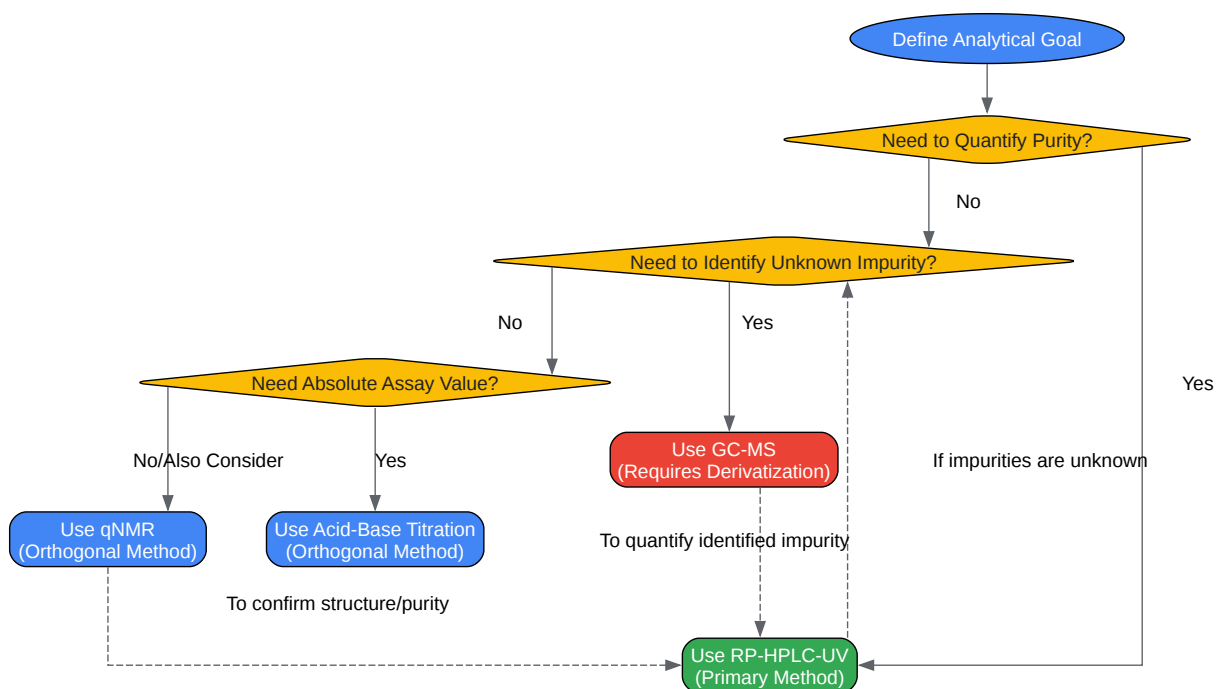 Define Analytical Goal
Need to Quantify Purity?
No
Need to Identify Unknown Impurity?
No
Yes
Need Absolute Assay Value?
Yes
No/Also Consider
Yes
Use GC-MS
(Requires Derivatization)
If impurities are unknown
Use qNMR
(Orthogonal Method)
Use Acid-Base Titration
(Orthogonal Method)
To quantify identified impurity
To confirm structure/purity
Use RP-HPLC-UV
(Primary Method)